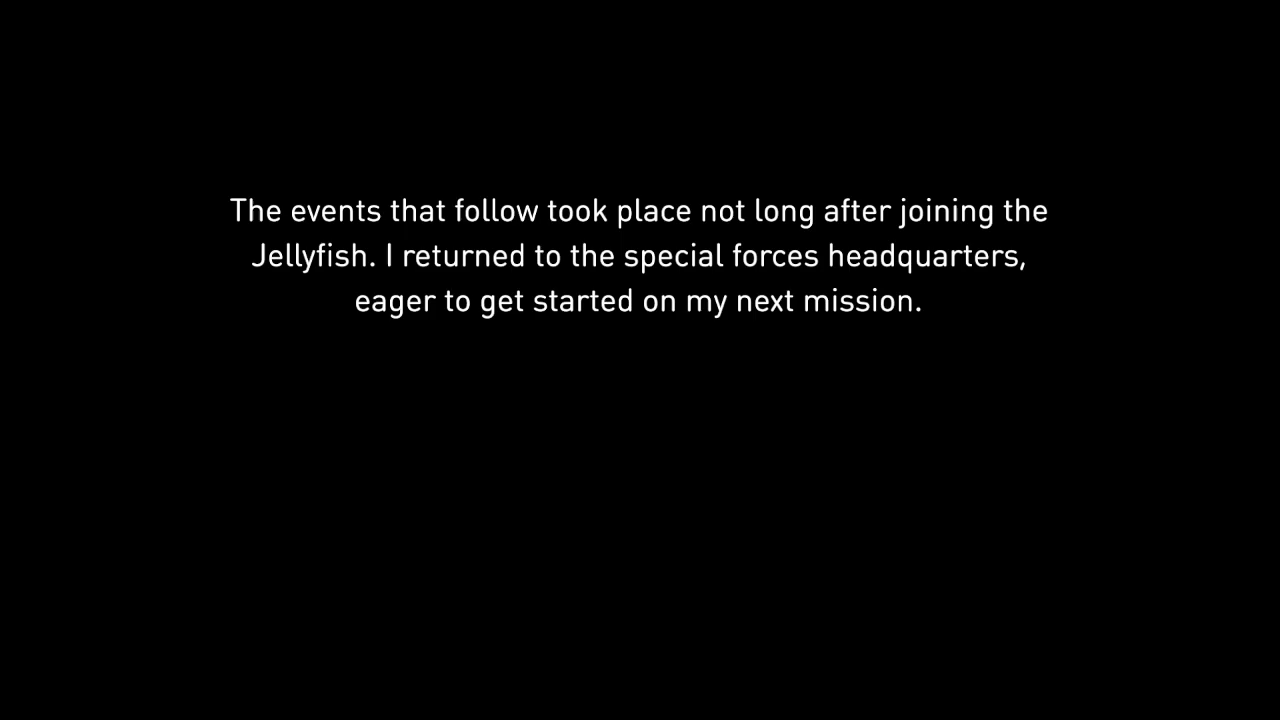 The events that follow took place not long after joining the
Jellyfish. I returned to the special forces headquarters,
eager to get started on my next mission.